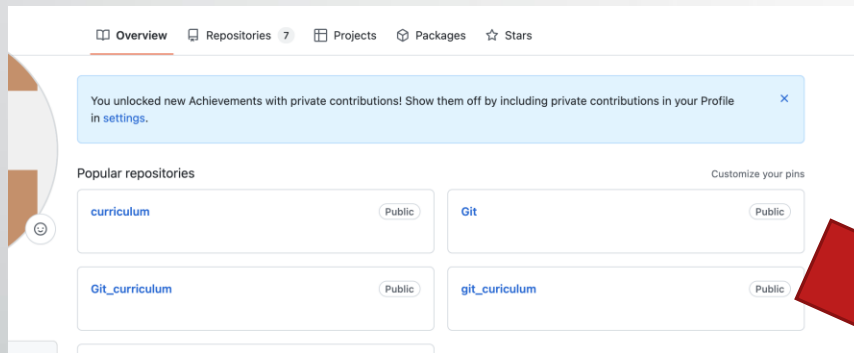 Overview Repositories 7 Projects Packages Stars
You unlocked new Achievements with private contributions! Show them off by including private contributions in your Profile
in settings.
Popular repositories Customize your pins
curriculum Public Git Public
Git_curriculum Public git_curiculum Public